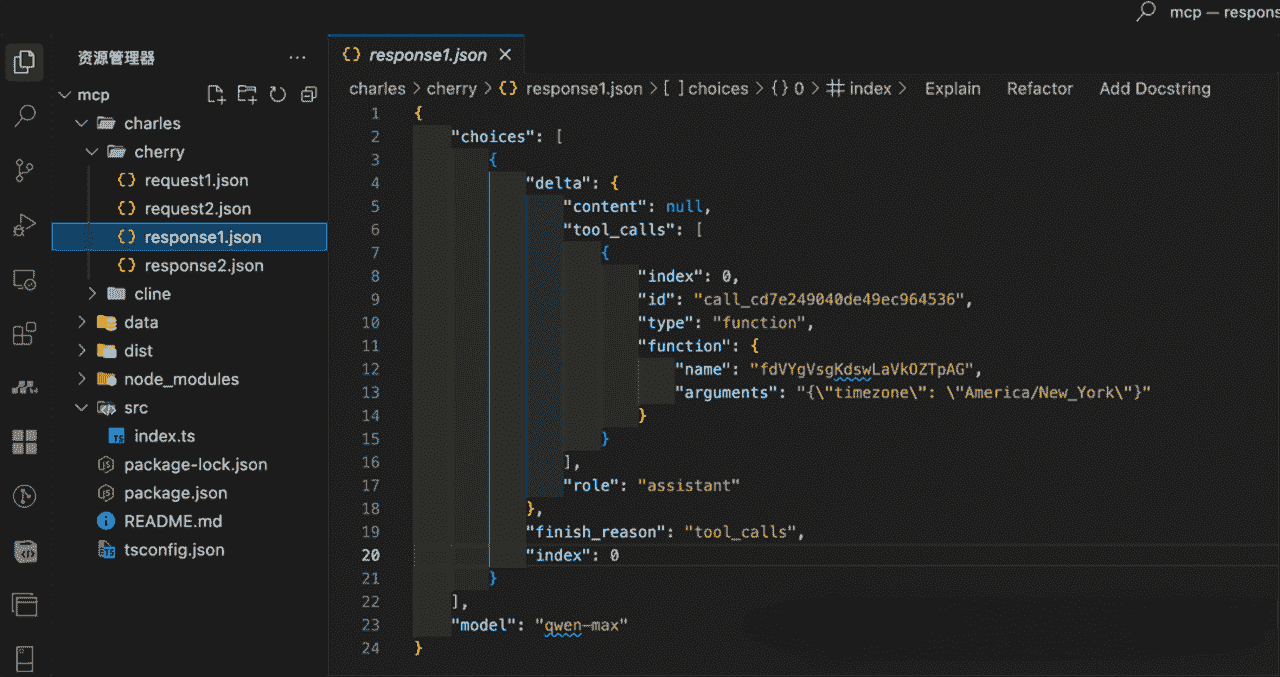 mcp — respons
资源管理器
mcp
charles
cherry
request1.json
request2.json
response1.json
response2.json
cline
data
dist
node_modules
src
index.ts
package-lock.json
package.json
README.md
tsconfig.json
response1.json
charles > cherry > {} response1.json > [ ] choices > {} 0 > # index > Explain Refactor Add Docstring
1 {
2 "choices": [
3 {
4 "delta": {
5 "content": null,
6 "tool_calls": [
7 {
8 "index": 0,
9 "id": "call_cd7e249040de49ec964536",
10 "type": "function",
11 "function": {
12 "name": "fdVYgVsgKdswLaVkOZTpAG",
13 "arguments": "{\"timezone\": \"America/New_York\"}"
14 }
15 }
16 ],
17 "role": "assistant"
18 },
19 "finish_reason": "tool_calls",
20 "index": 0
21 }
22 ],
23 "model": "qwen-max"
24 }